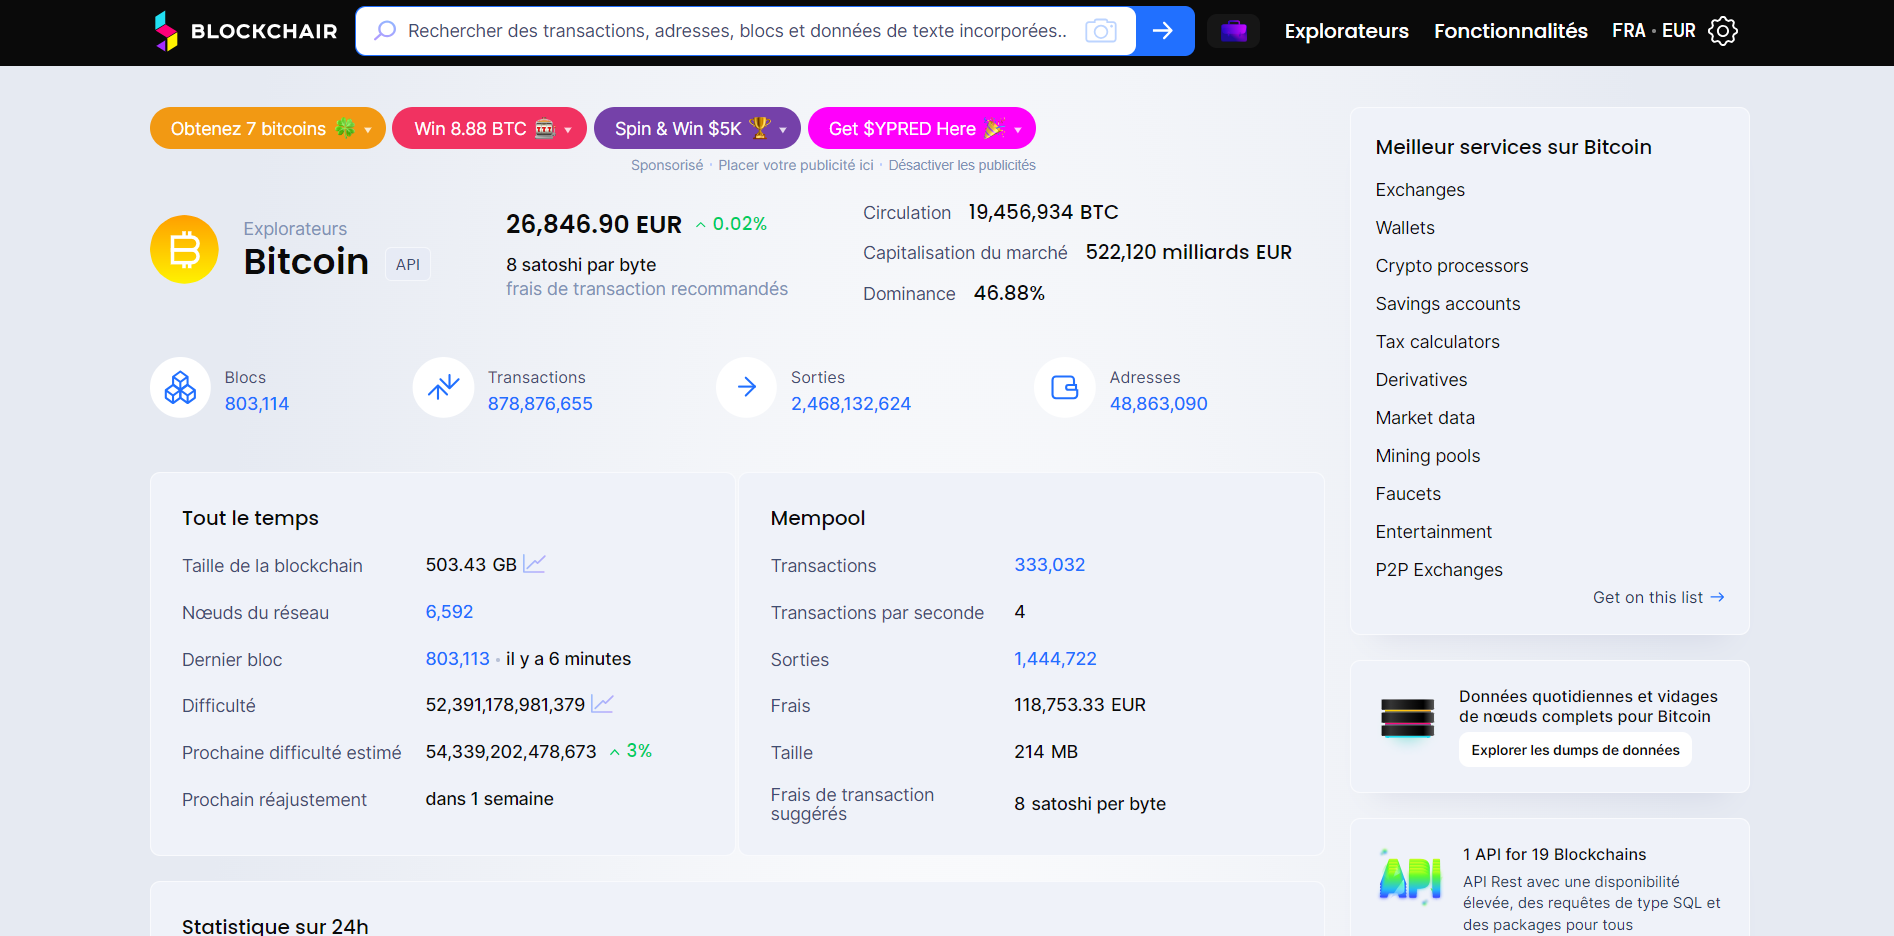 BLOCKCHAIR
Rechercher des transactions, adresses, blocs et données de texte incorporées..
Explorateurs
Fonctionnalités
FRA • EUR
Obtenez 7 bitcoins 🍀 ▾
Win 8.88 BTC 🎰 ▾
Spin & Win $5K 🏆 ▾
Get $YPRED Here 🎉 ▾
Sponsorisé · Placer votre publicité ici · Désactiver les publicités
Explorateurs
Bitcoin
API
26,846.90 EUR
0.02%
8 satoshi par byte
frais de transaction recommandés
Circulation 19,456,934 BTC
Capitalisation du marché 522,120 milliards EUR
Dominance 46.88%
Blocs
803,114
Transactions
878,876,655
Sorties
2,468,132,624
Adresses
48,863,090
Tout le temps
Taille de la blockchain 503.43 GB
Nœuds du réseau 6,592
Dernier bloc 803,113 • il y a 6 minutes
Difficulté 52,391,178,981,379
Prochaine difficulté estimé 54,339,202,478,673 3%
Prochain réajustement dans 1 semaine
Mempool
Transactions 333,032
Transactions par seconde 4
Sorties 1,444,722
Frais 118,753.33 EUR
Taille 214 MB
Frais de transaction
suggérés
8 satoshi per byte
Statistique sur 24h
Meilleur services sur Bitcoin
Exchanges
Wallets
Crypto processors
Savings accounts
Tax calculators
Derivatives
Market data
Mining pools
Faucets
Entertainment
P2P Exchanges
Get on this list →
Données quotidiennes et vidages
de nœuds complets pour Bitcoin
Explorer les dumps de données
API
1 API for 19 Blockchains
API Rest avec une disponibilité
élevée, des requêtes de type SQL et
des packages pour tous